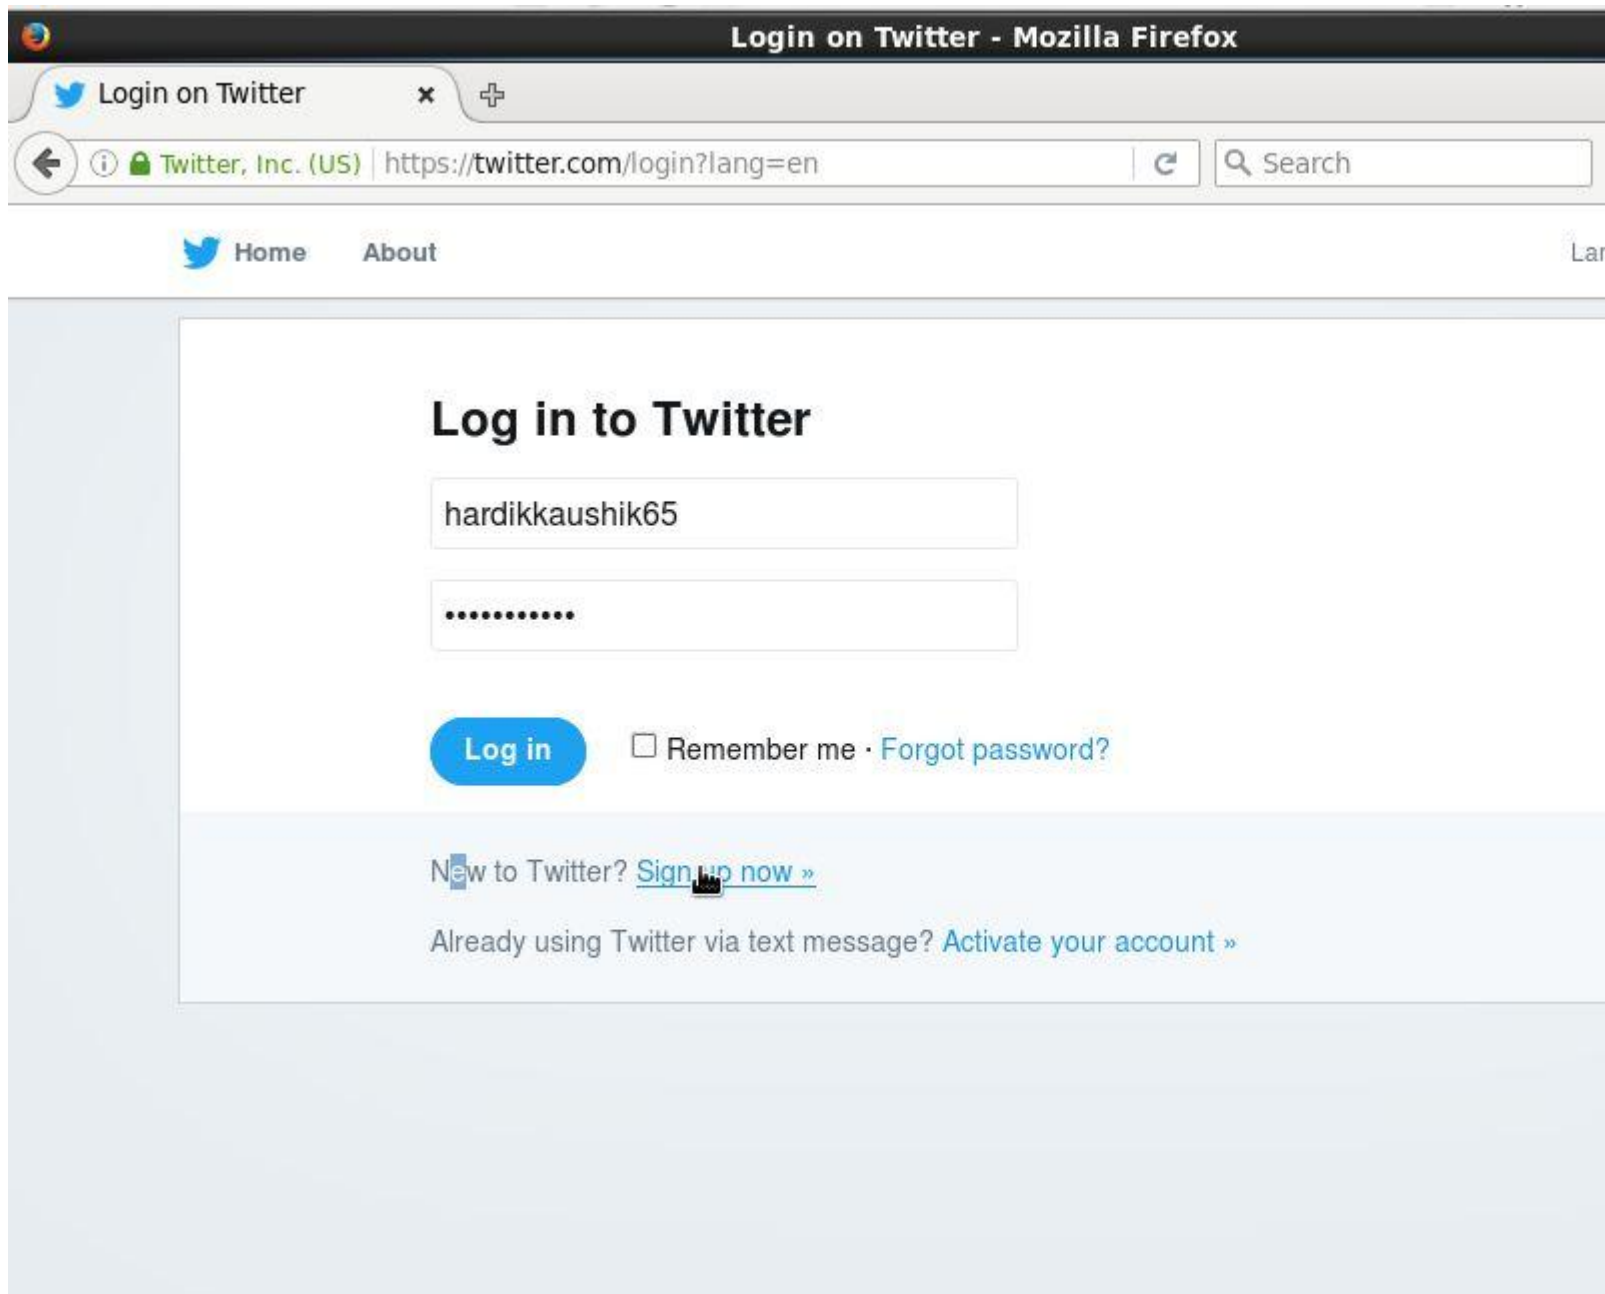 Login on Twitter - Mozilla Firefox
Login on Twitter
Twitter, Inc. (US) https://twitter.com/login?lang=en Search
Home About
Log in to Twitter
hardikkaushik65
•••••••••••
Log in Remember me · Forgot password?
New to Twitter? Sign up now »
Already using Twitter via text message? Activate your account »